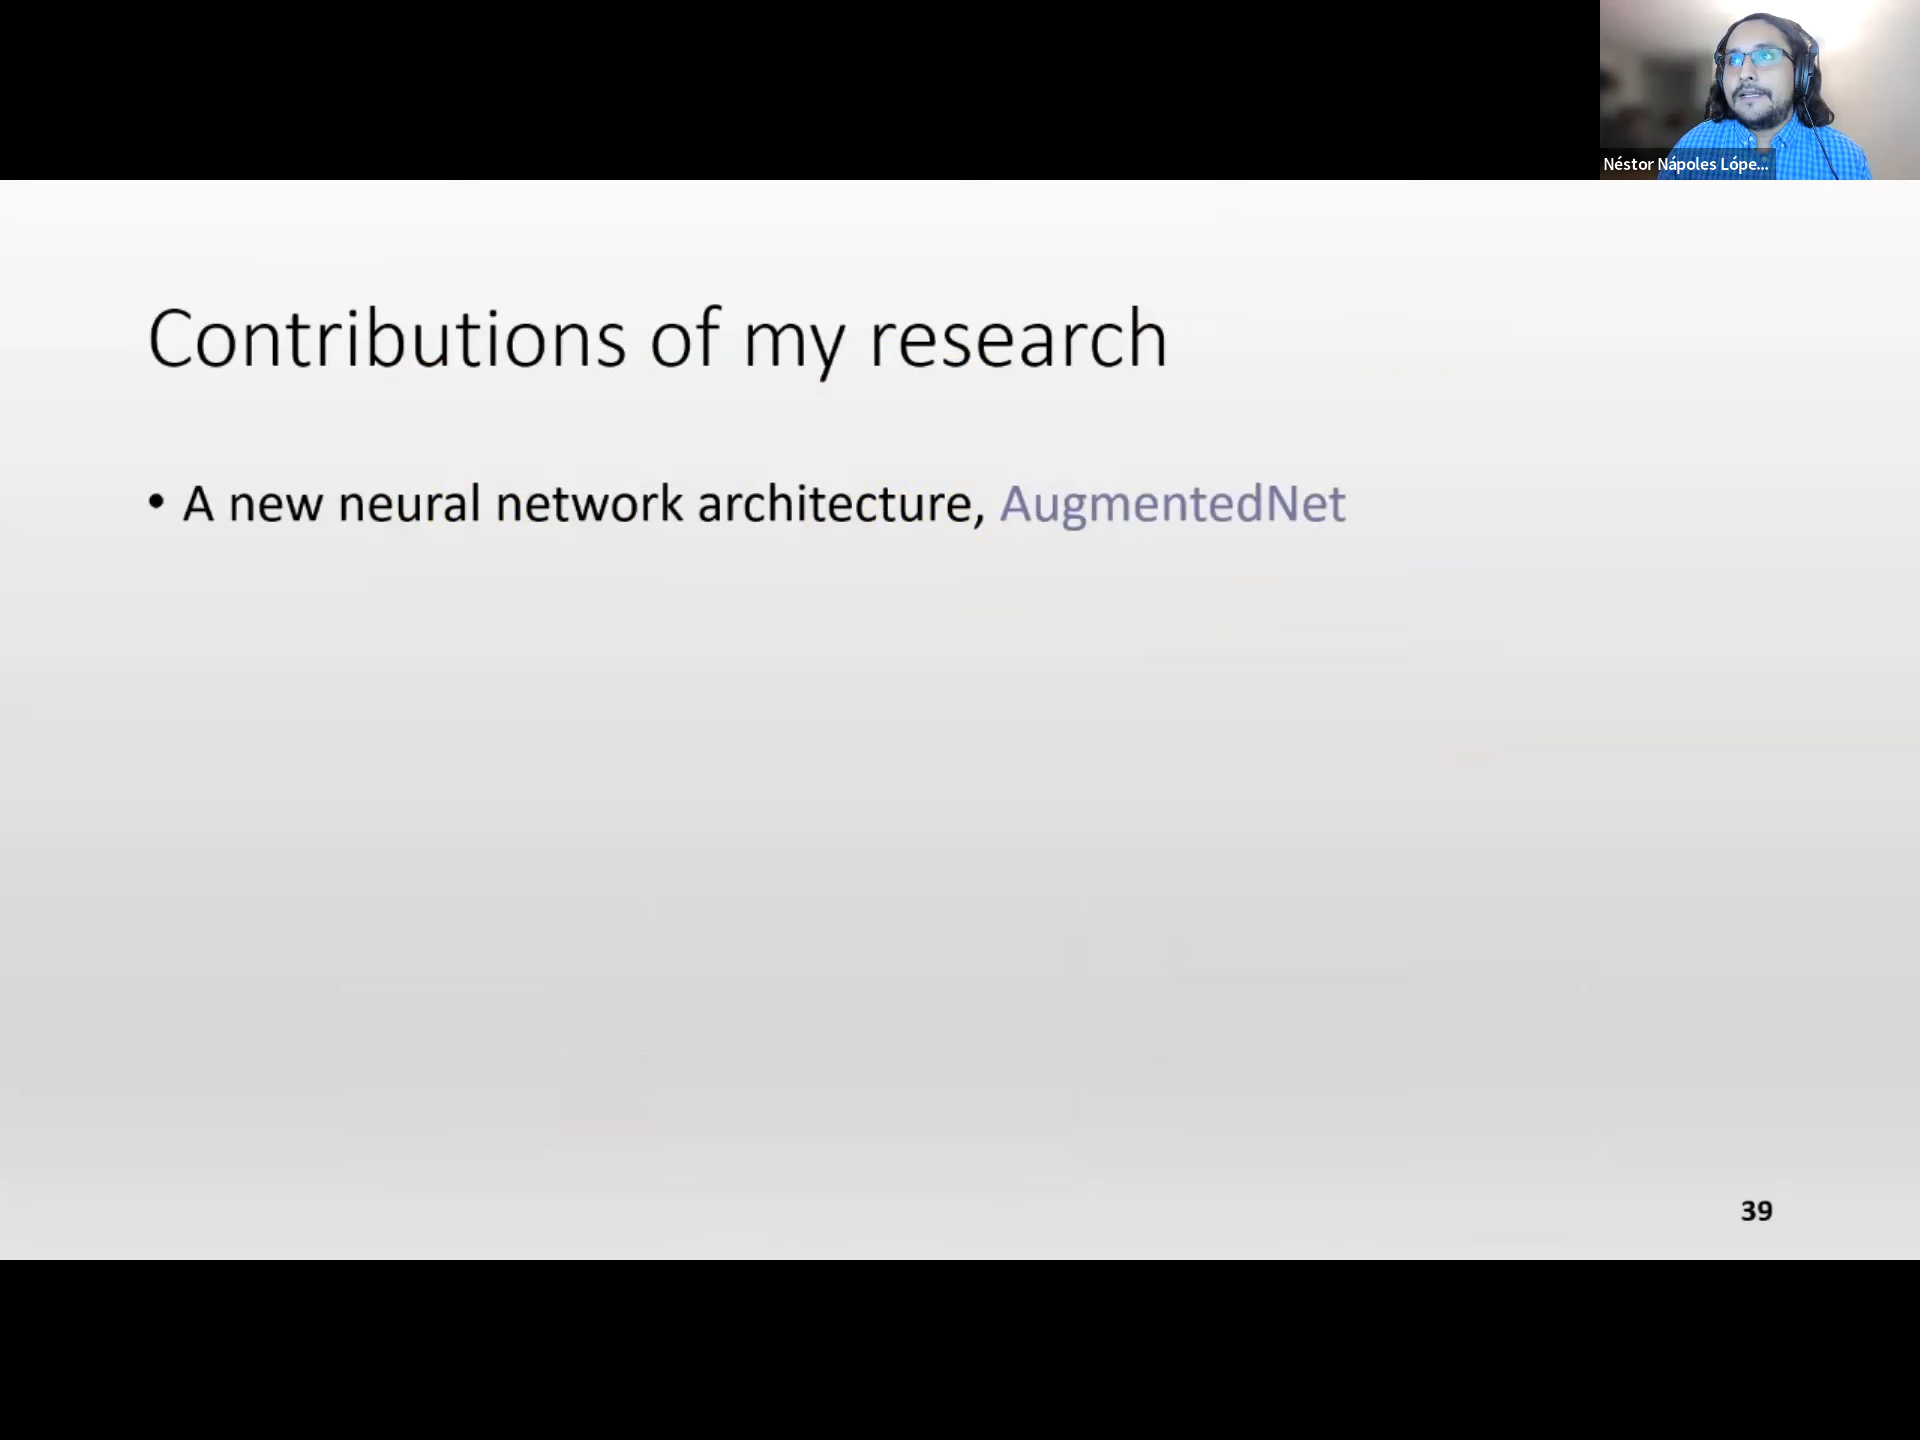 Néstor Nápoles Lópe...
Contributions of my research
• A new neural network architecture, AugmentedNet
39